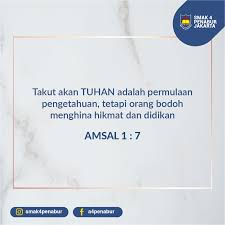 SMAK 4
PENABUR
JAKARTA
Takut akan TUHAN adalah permulaan
pengetahuan, tetapi orang bodoh
menghina hikmat dan didikan
AMSAL 1 : 7
smak4penabur
a4penabur